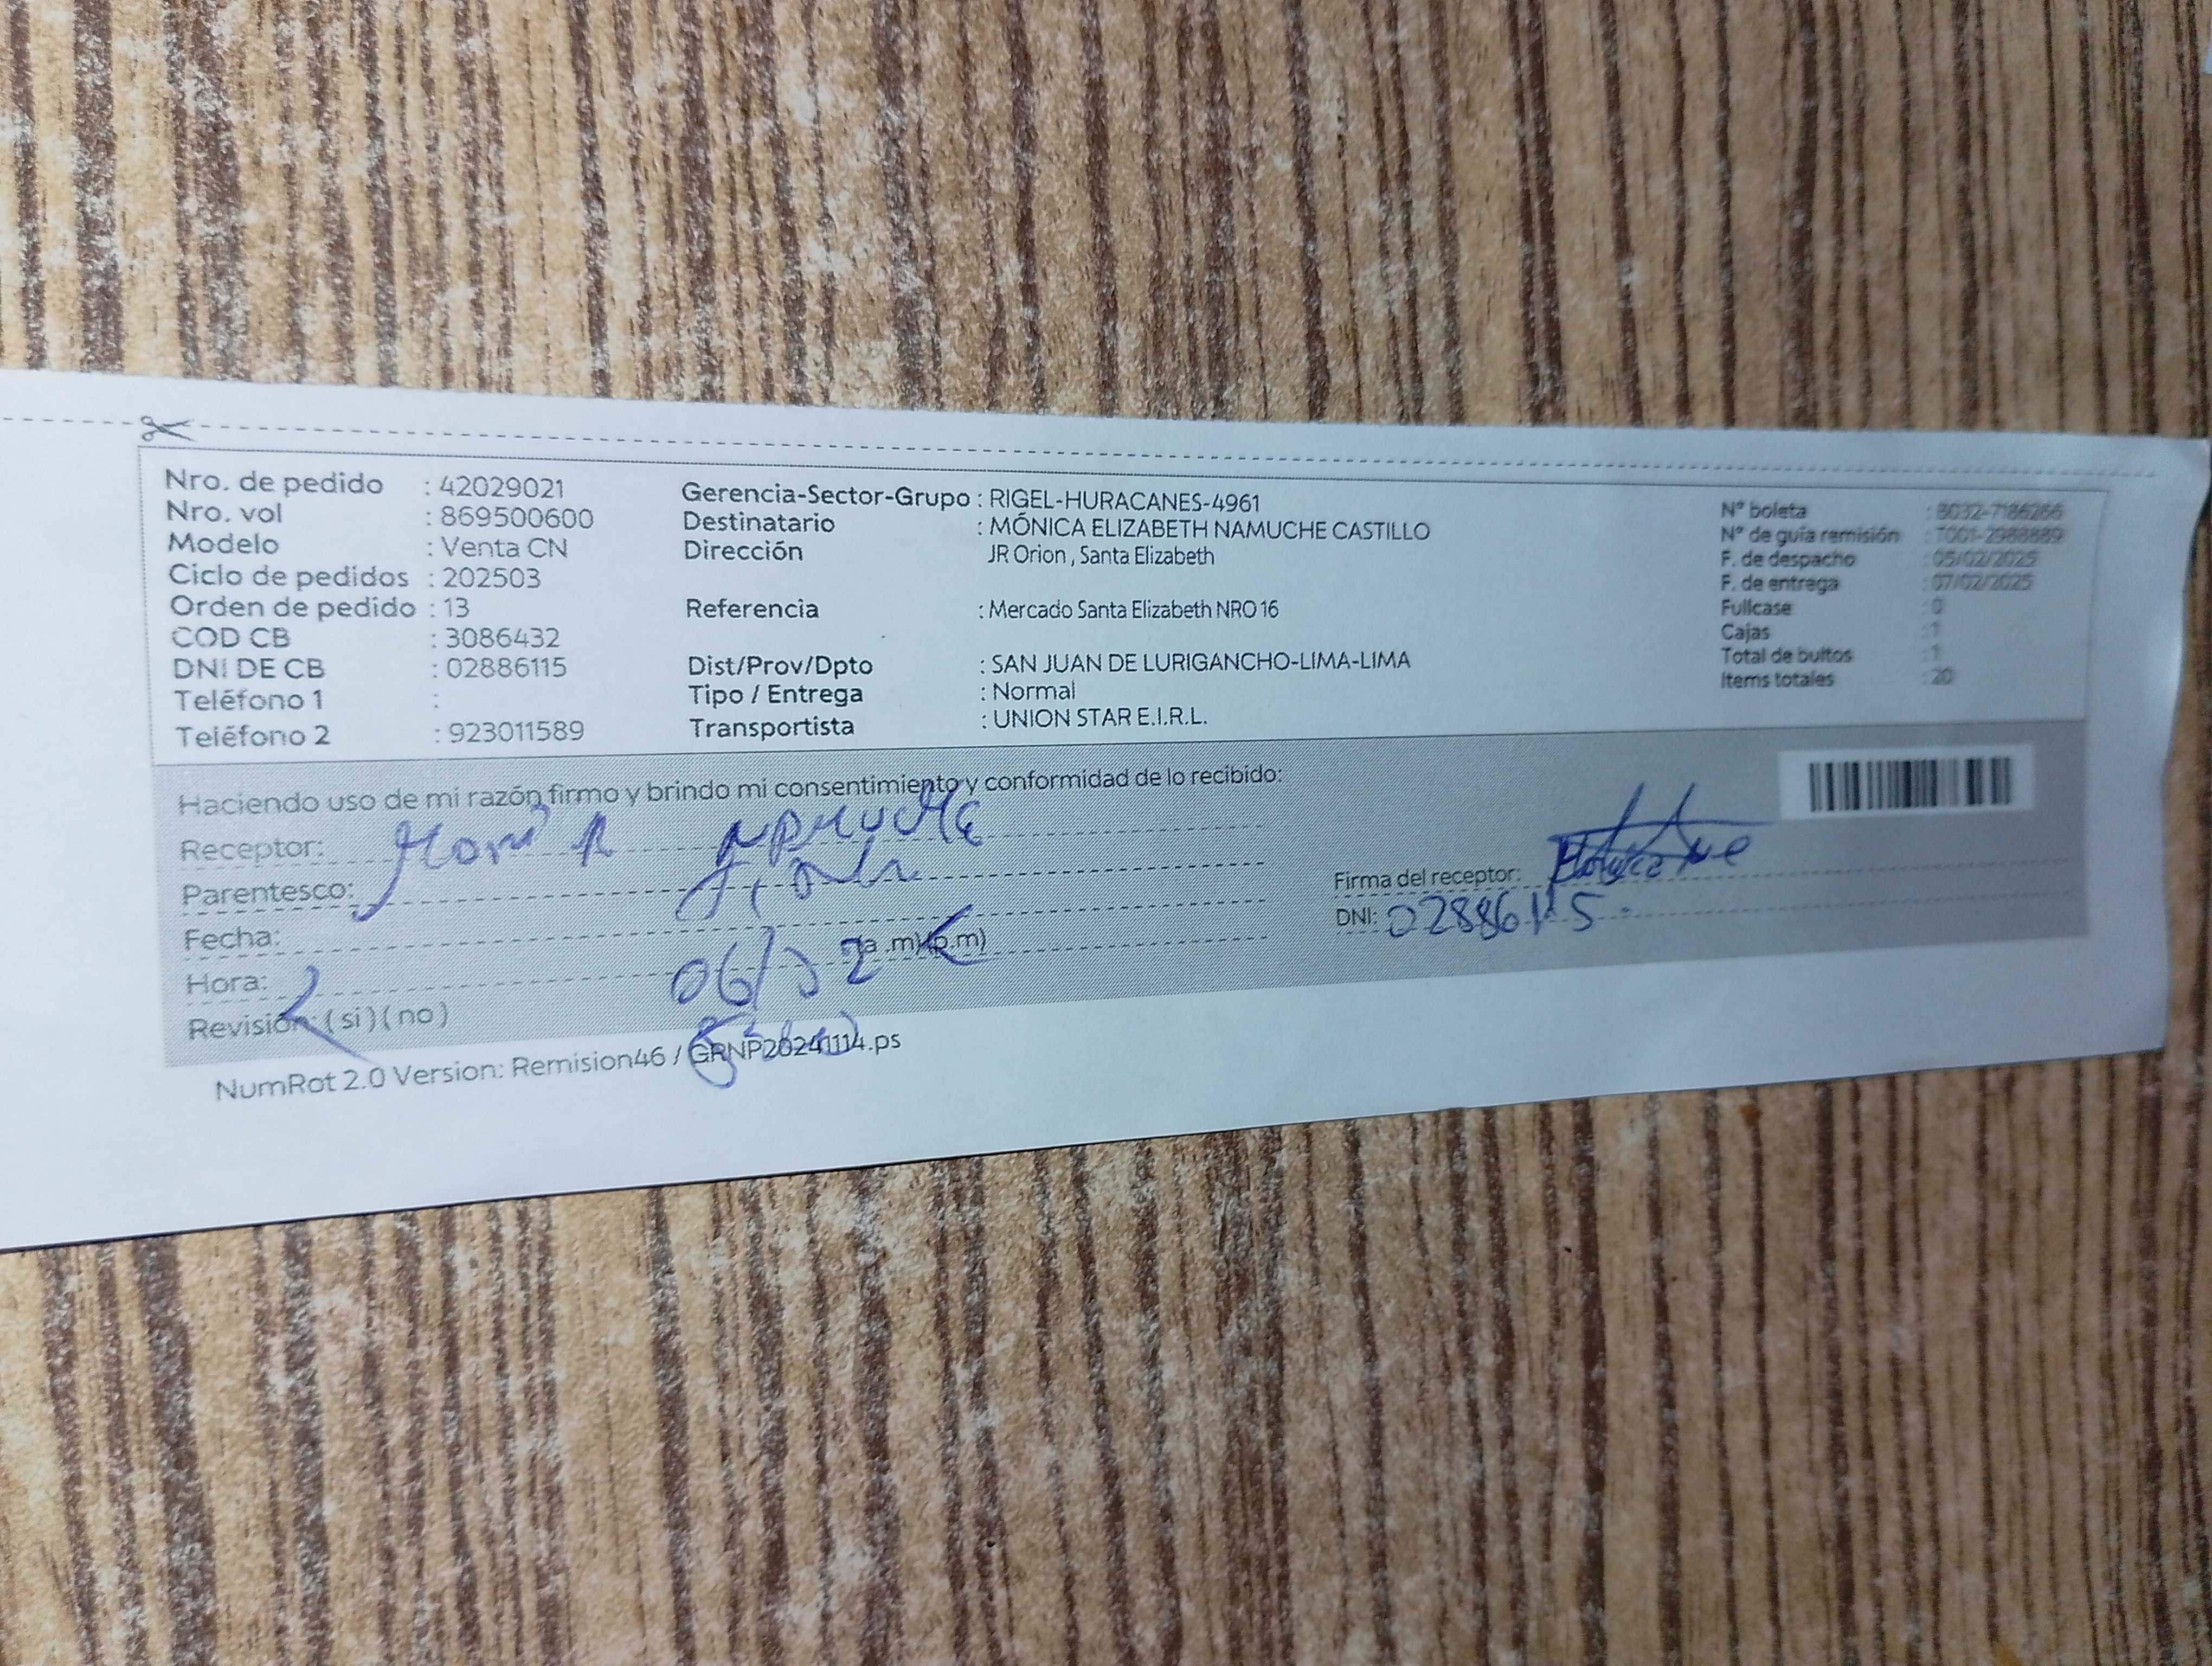 Nro. de pedido : 42029021
Nro. vol : 869500600
Modelo : Venta CN
Ciclo de pedidos : 202503
Orden de pedido : 13
COD CB : 3086432
DNI DE CB : 02886115
Teléfono 1 :
Teléfono 2 : 923011589
Gerencia-Sector-Grupo : RIGEL-HURACANES-4961
Destinatario : MÓNICA ELIZABETH NAMUCHE CASTILLO
Dirección JR Orion , Santa Elizabeth
Referencia : Mercado Santa Elizabeth NRO 16
Dist/Prov/Dpto : SAN JUAN DE LURIGANCHO-LIMA-LIMA
Tipo / Entrega : Normal
Transportista : UNION STAR E.I.R.L.
N° boleta : BC32-7186266
N° de guía remisión : T001-2988889
F. de despacho : 05/02/2025
F. de entrega : 07/02/2025
Fullcase : 0
Cajas : 1
Total de bultos : 1
Items totales : 20
Haciendo uso de mi razón firmo y brindo mi consentimiento y conformidad de lo recibido:
Receptor:
Parentesco:
Fecha: 06/02
Hora: (a .m)(p.m)
Revisión: (si)(no)
Firma del receptor:
DNI: 02886115
NumRot 2.0 Version: Remision46 / GRNP20241114.ps